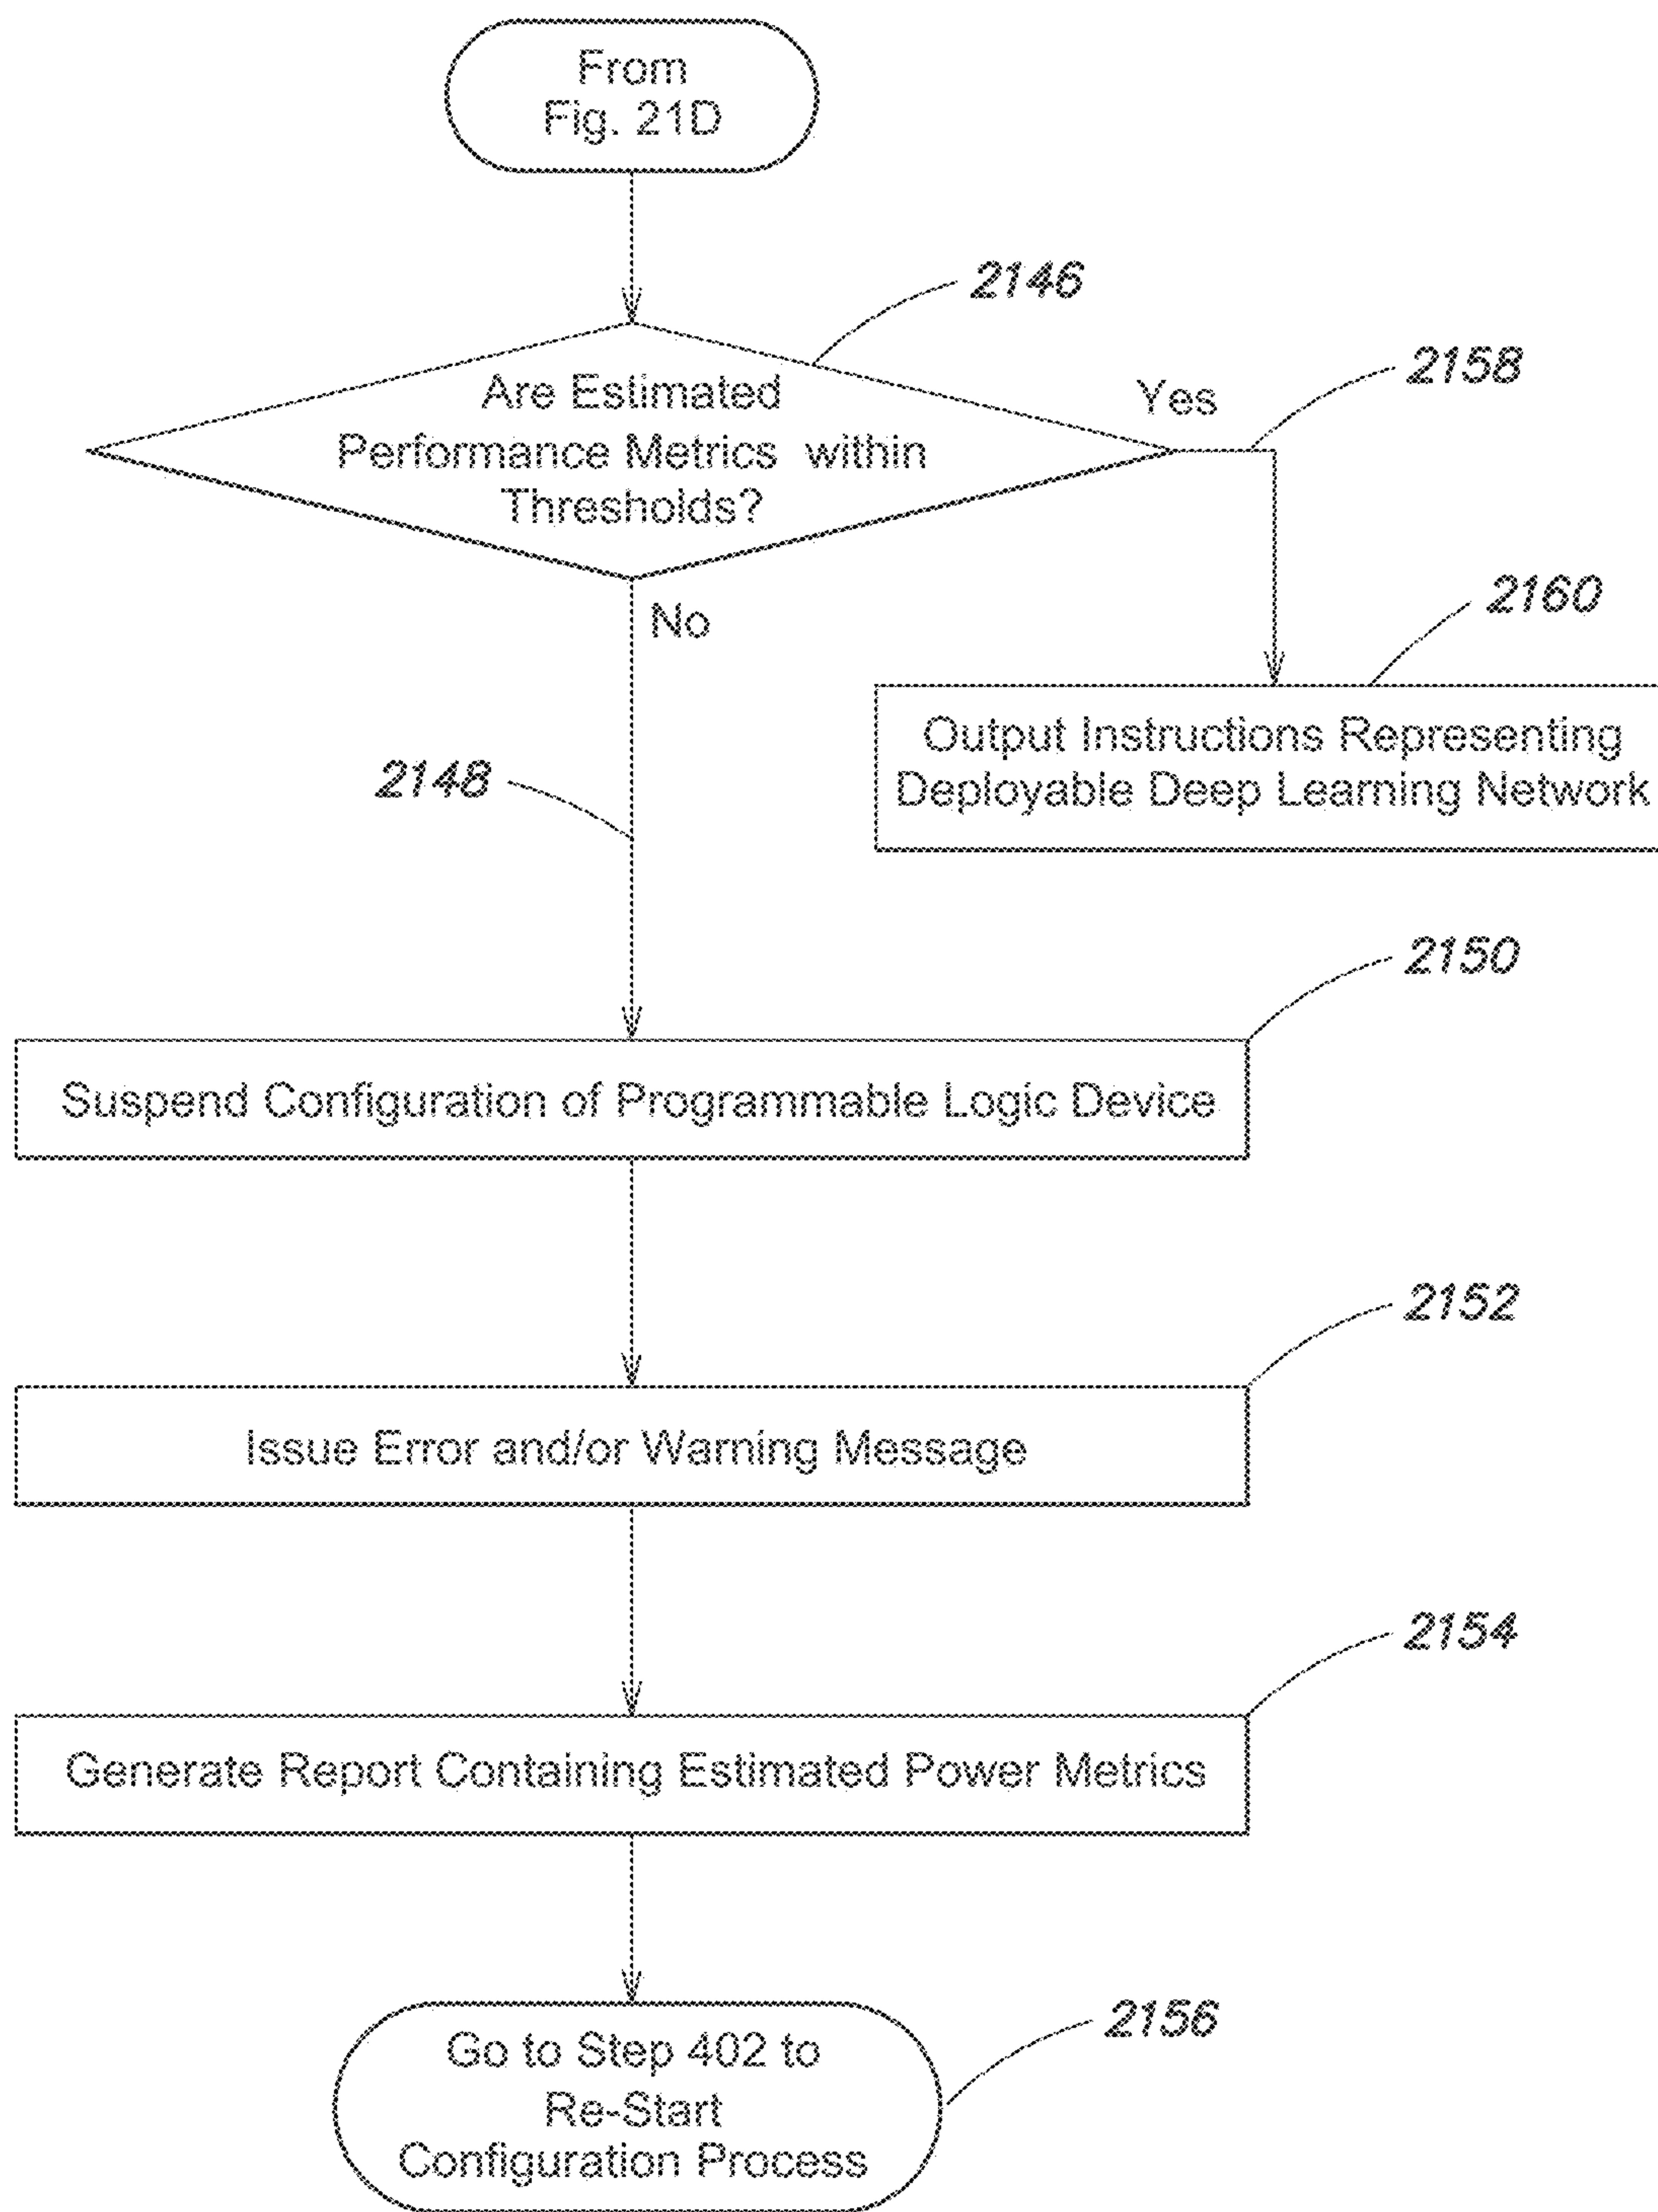 From
Fig. 21D
2146
Are Estimated
Performance Metrics within
Thresholds?
Yes
2158
No
2160
Output Instructions Representing
Deployable Deep Learning Network
2148
2150
Suspend Configuration of Programmable Logic Device
2152
Issue Error and/or Warning Message
2154
Generate Report Containing Estimated Power Metrics
2156
Go to Step 402 to
Re-Start
Configuration Process